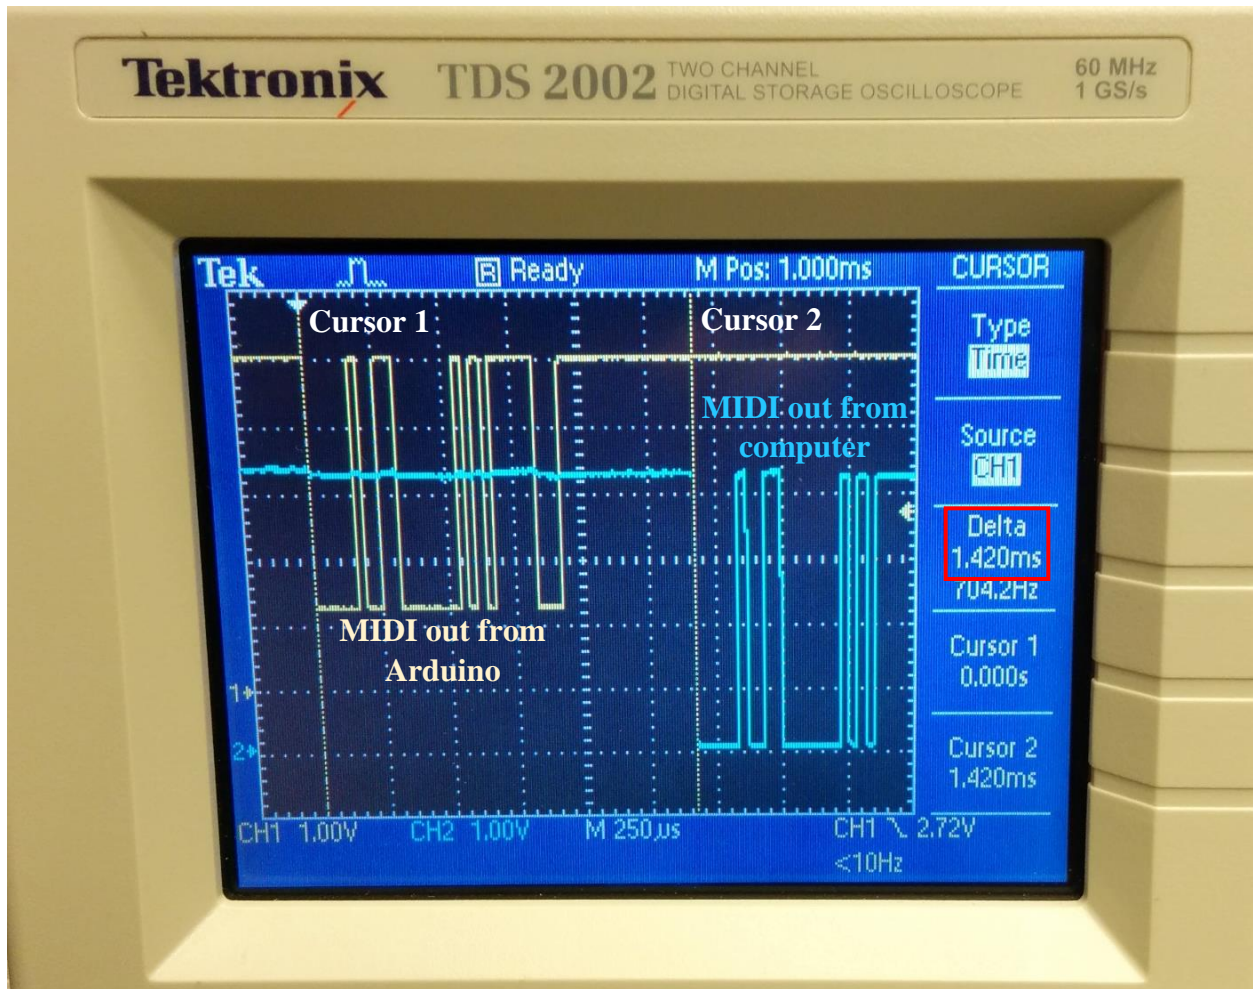 Tektronix TDS 2002 TWO CHANNEL DIGITAL STORAGE OSCILLOSCOPE 60 MHz 1 GS/s
Tek R Ready M Pos: 1.000ms CURSOR
Cursor 1
Cursor 2
Type
Time
MIDI out from
computer
Source
CH1
Delta
1.420ms
704.2Hz
MIDI out from
Arduino
Cursor 1
0.000s
1
2
Cursor 2
1.420ms
CH1 1.00V CH2 1.00V M 250µs CH1 2.72V
<10Hz